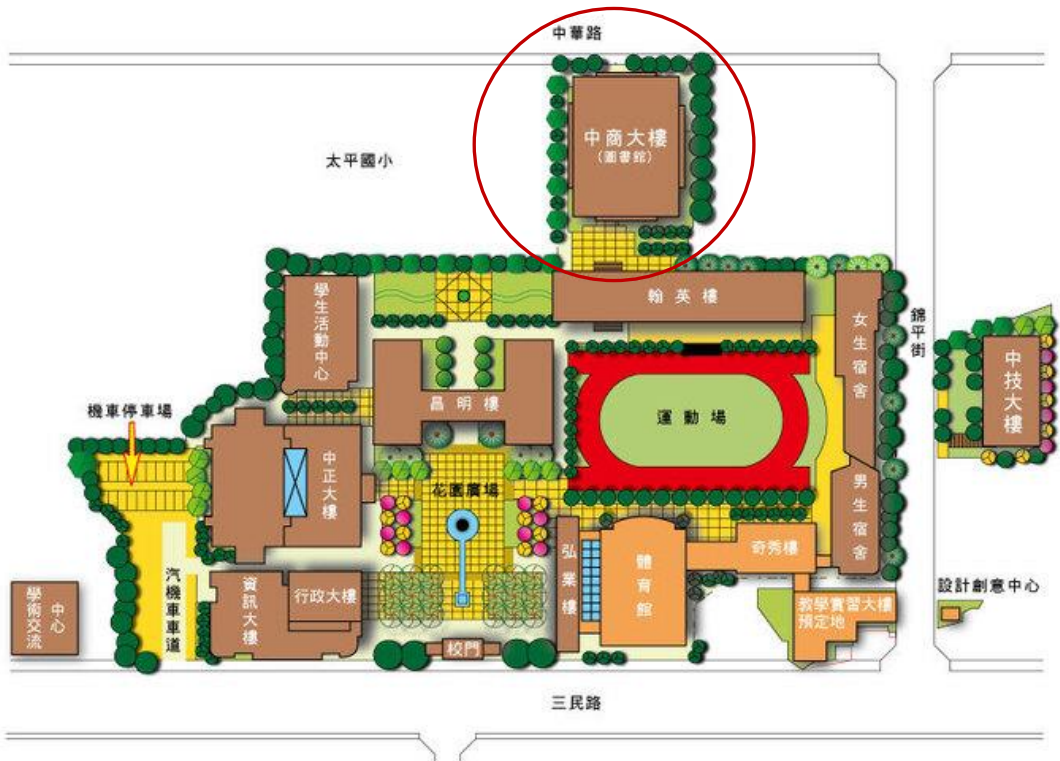 中華路
中商大樓
(圖書館)
太平國小
學生活動中心
翰英樓
女生宿舍
錦平街
中技大樓
昌明樓
運動場
機車停車場
中正大樓
花園廣場
男生宿舍
弘業樓
體育館
奇秀樓
汽機車車道
資訊大樓
行政大樓
教學實習大樓
預定地
設計創意中心
學術交流
中心
校門
三民路